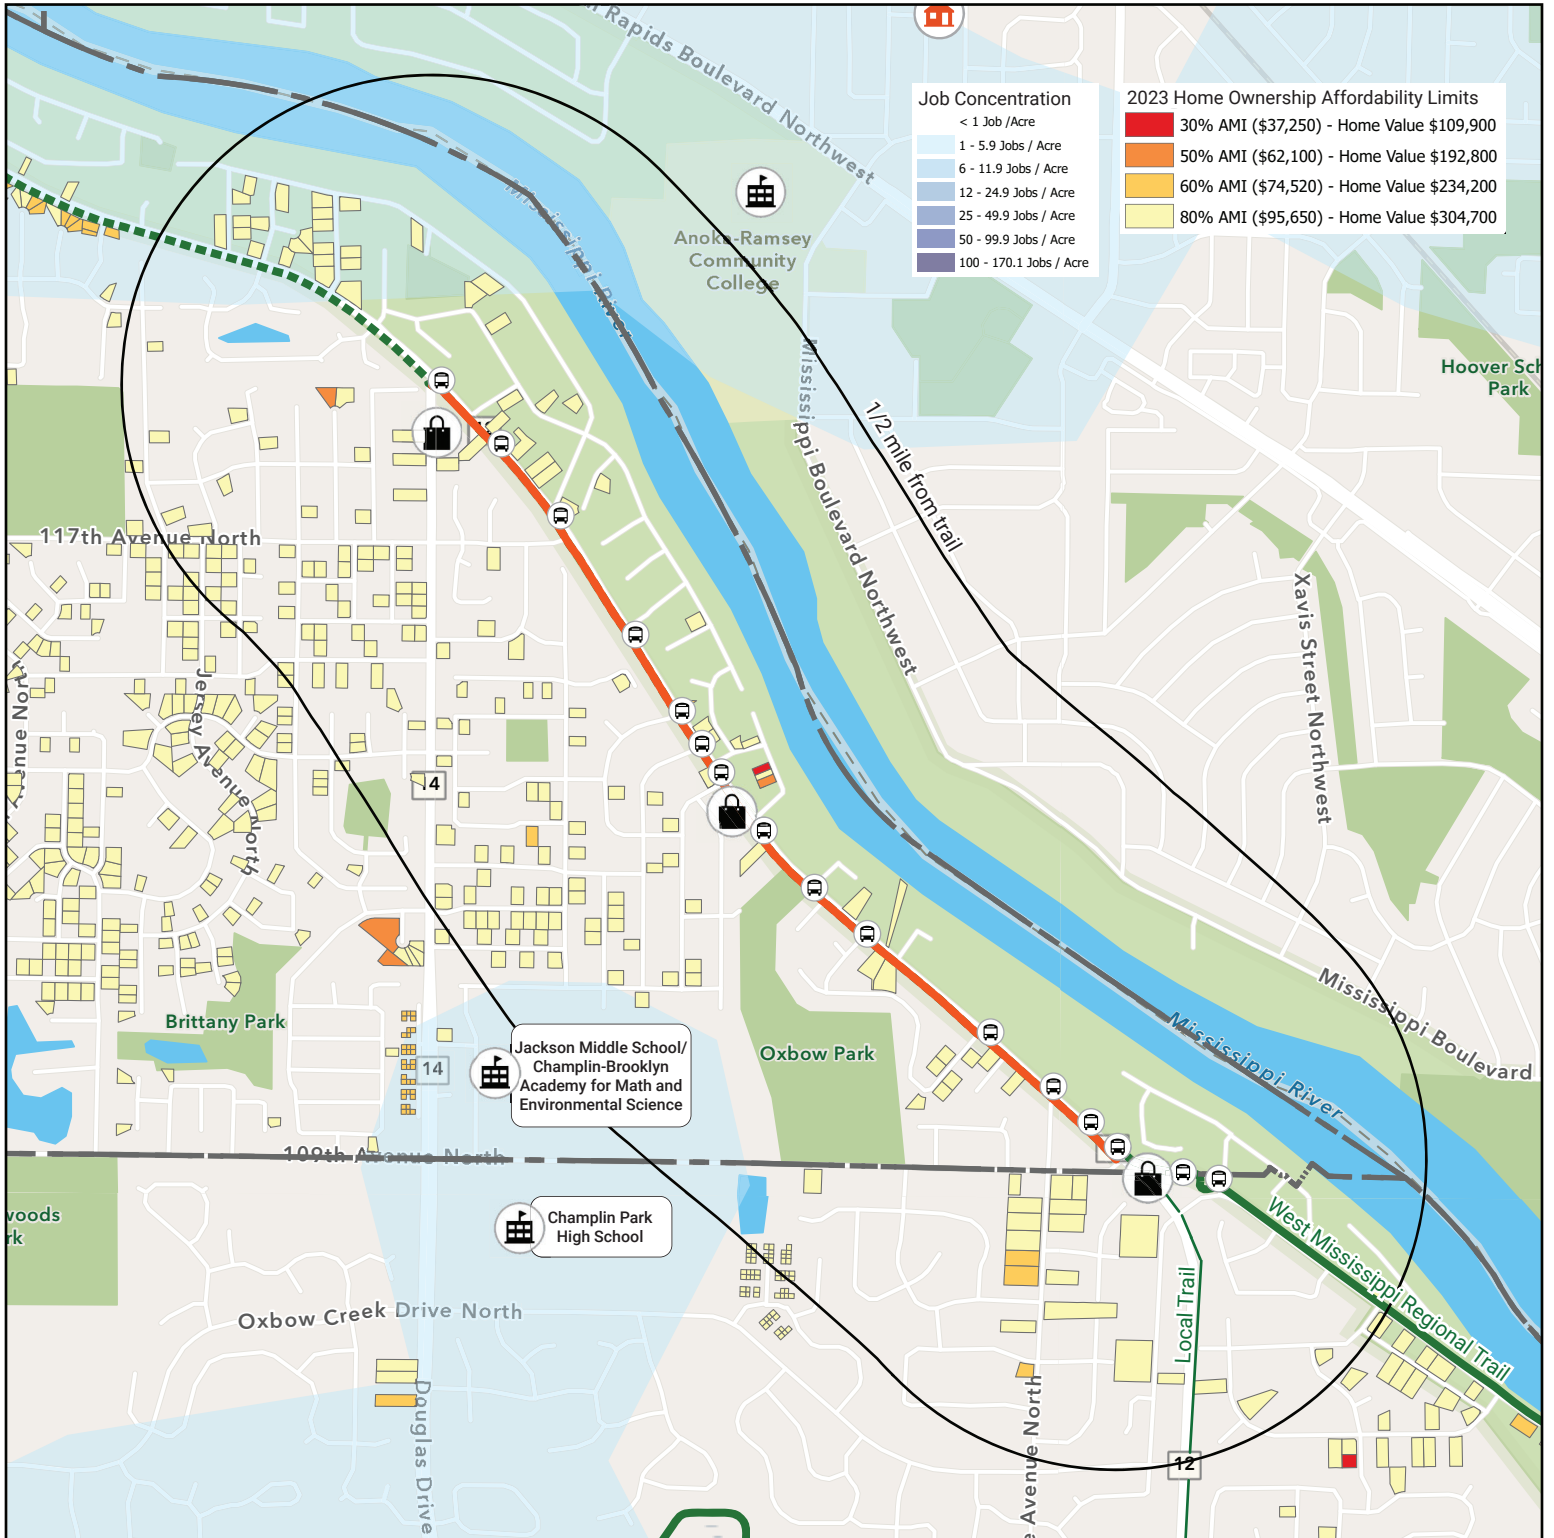 Rapids Boulevard Northwest
Job Concentration
< 1 Job /Acre
1 - 5.9 Jobs / Acre
6 - 11.9 Jobs / Acre
12 - 24.9 Jobs / Acre
25 - 49.9 Jobs / Acre
50 - 99.9 Jobs / Acre
100 - 170.1 Jobs / Acre
2023 Home Ownership Affordability Limits
30% AMI ($37,250) - Home Value $109,900
50% AMI ($62,100) - Home Value $192,800
60% AMI ($74,520) - Home Value $234,200
80% AMI ($95,650) - Home Value $304,700
Mississippi River
Anoka-Ramsey
Community
College
Mississippi Boulevard Northwest
Hoover Sch
Park
1/2 mile from trail
117th Avenue North
Xavis Street Northwest
Jersey Avenue North
enue Nor
14
Mississippi Boulevard
Brittany Park
Oxbow Park
Mississippi River
14
Jackson Middle School/
Champlin-Brooklyn
Academy for Math and
Environmental Science
109th Avenue North
Champlin Park
High School
woods
rk
West Mississippi Regional Trail
Local Trail
Oxbow Creek Drive North
Douglas Drive
e Avenue North
12